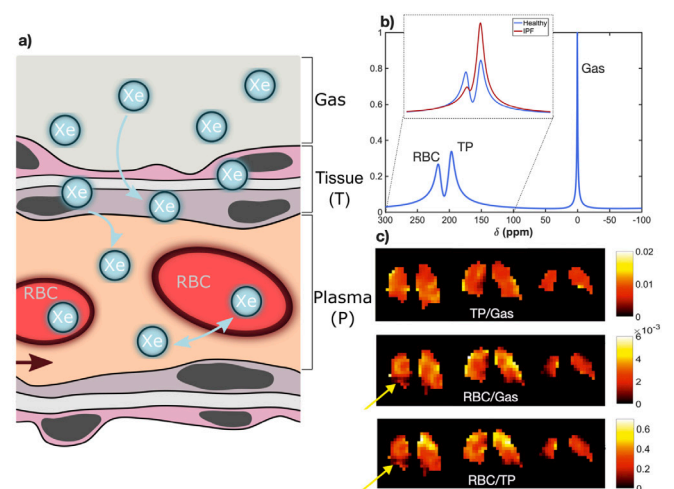 a)
Xe
Xe
Xe
Xe
Gas
Xe
Xe
Xe
Tissue
(T)
Xe
RBC
RBC
Xe
Xe
Xe
Plasma
(P)
b)
Healthy
IPF
1
0.8
0.6
0.4
0.2
0
RBC
TP
Gas
300 250 200 150 100 50 0 -50 -100
δ (ppm)
c)
TP/Gas
0.02
0.01
0
RBC/Gas
×10⁻³
6
4
2
0
RBC/TP
0.6
0.4
0.2
0